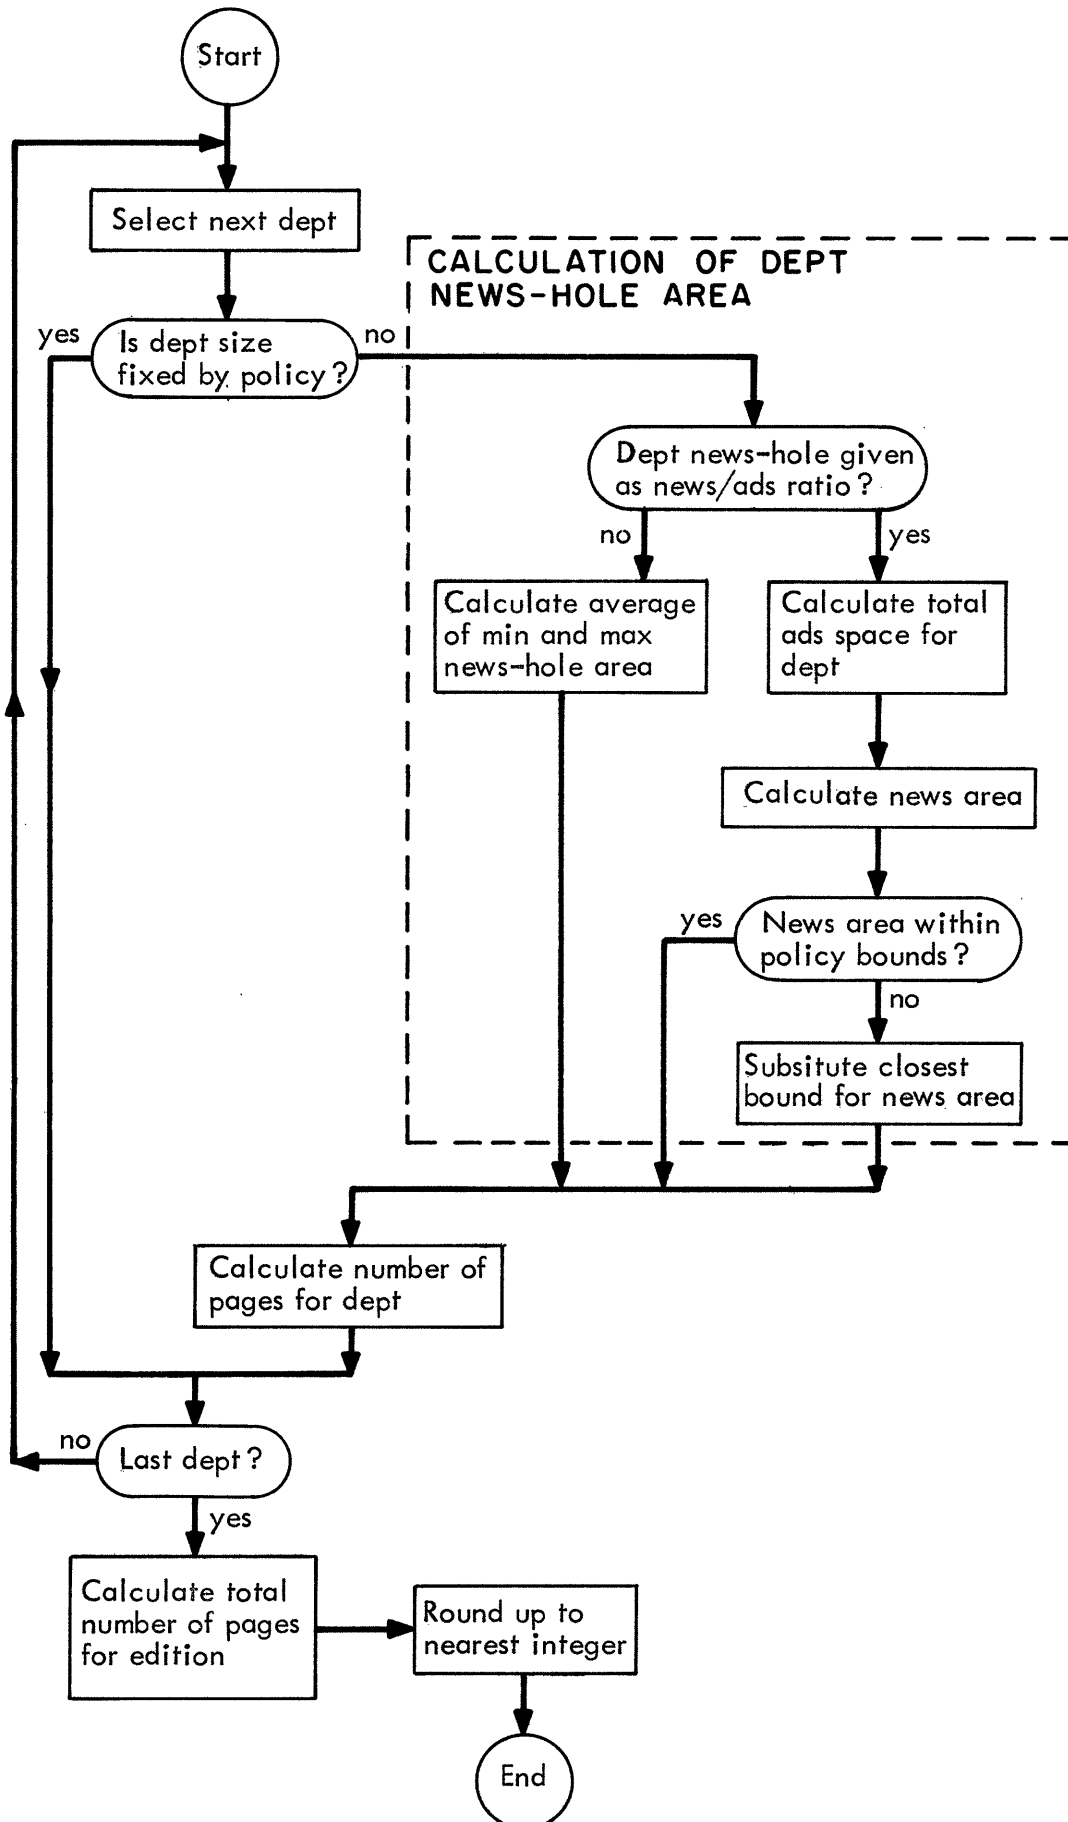 Start
Select next dept
CALCULATION OF DEPT
NEWS-HOLE AREA
yes
Is dept size
fixed by policy?
no
Dept news-hole given
as news/ads ratio?
no
yes
Calculate average
of min and max
news-hole area
Calculate total
ads space for
dept
Calculate news area
yes
News area within
policy bounds?
no
Subsitute closest
bound for news area
Calculate number of
pages for dept
no
Last dept?
yes
Calculate total
number of pages
for edition
Round up to
nearest integer
End